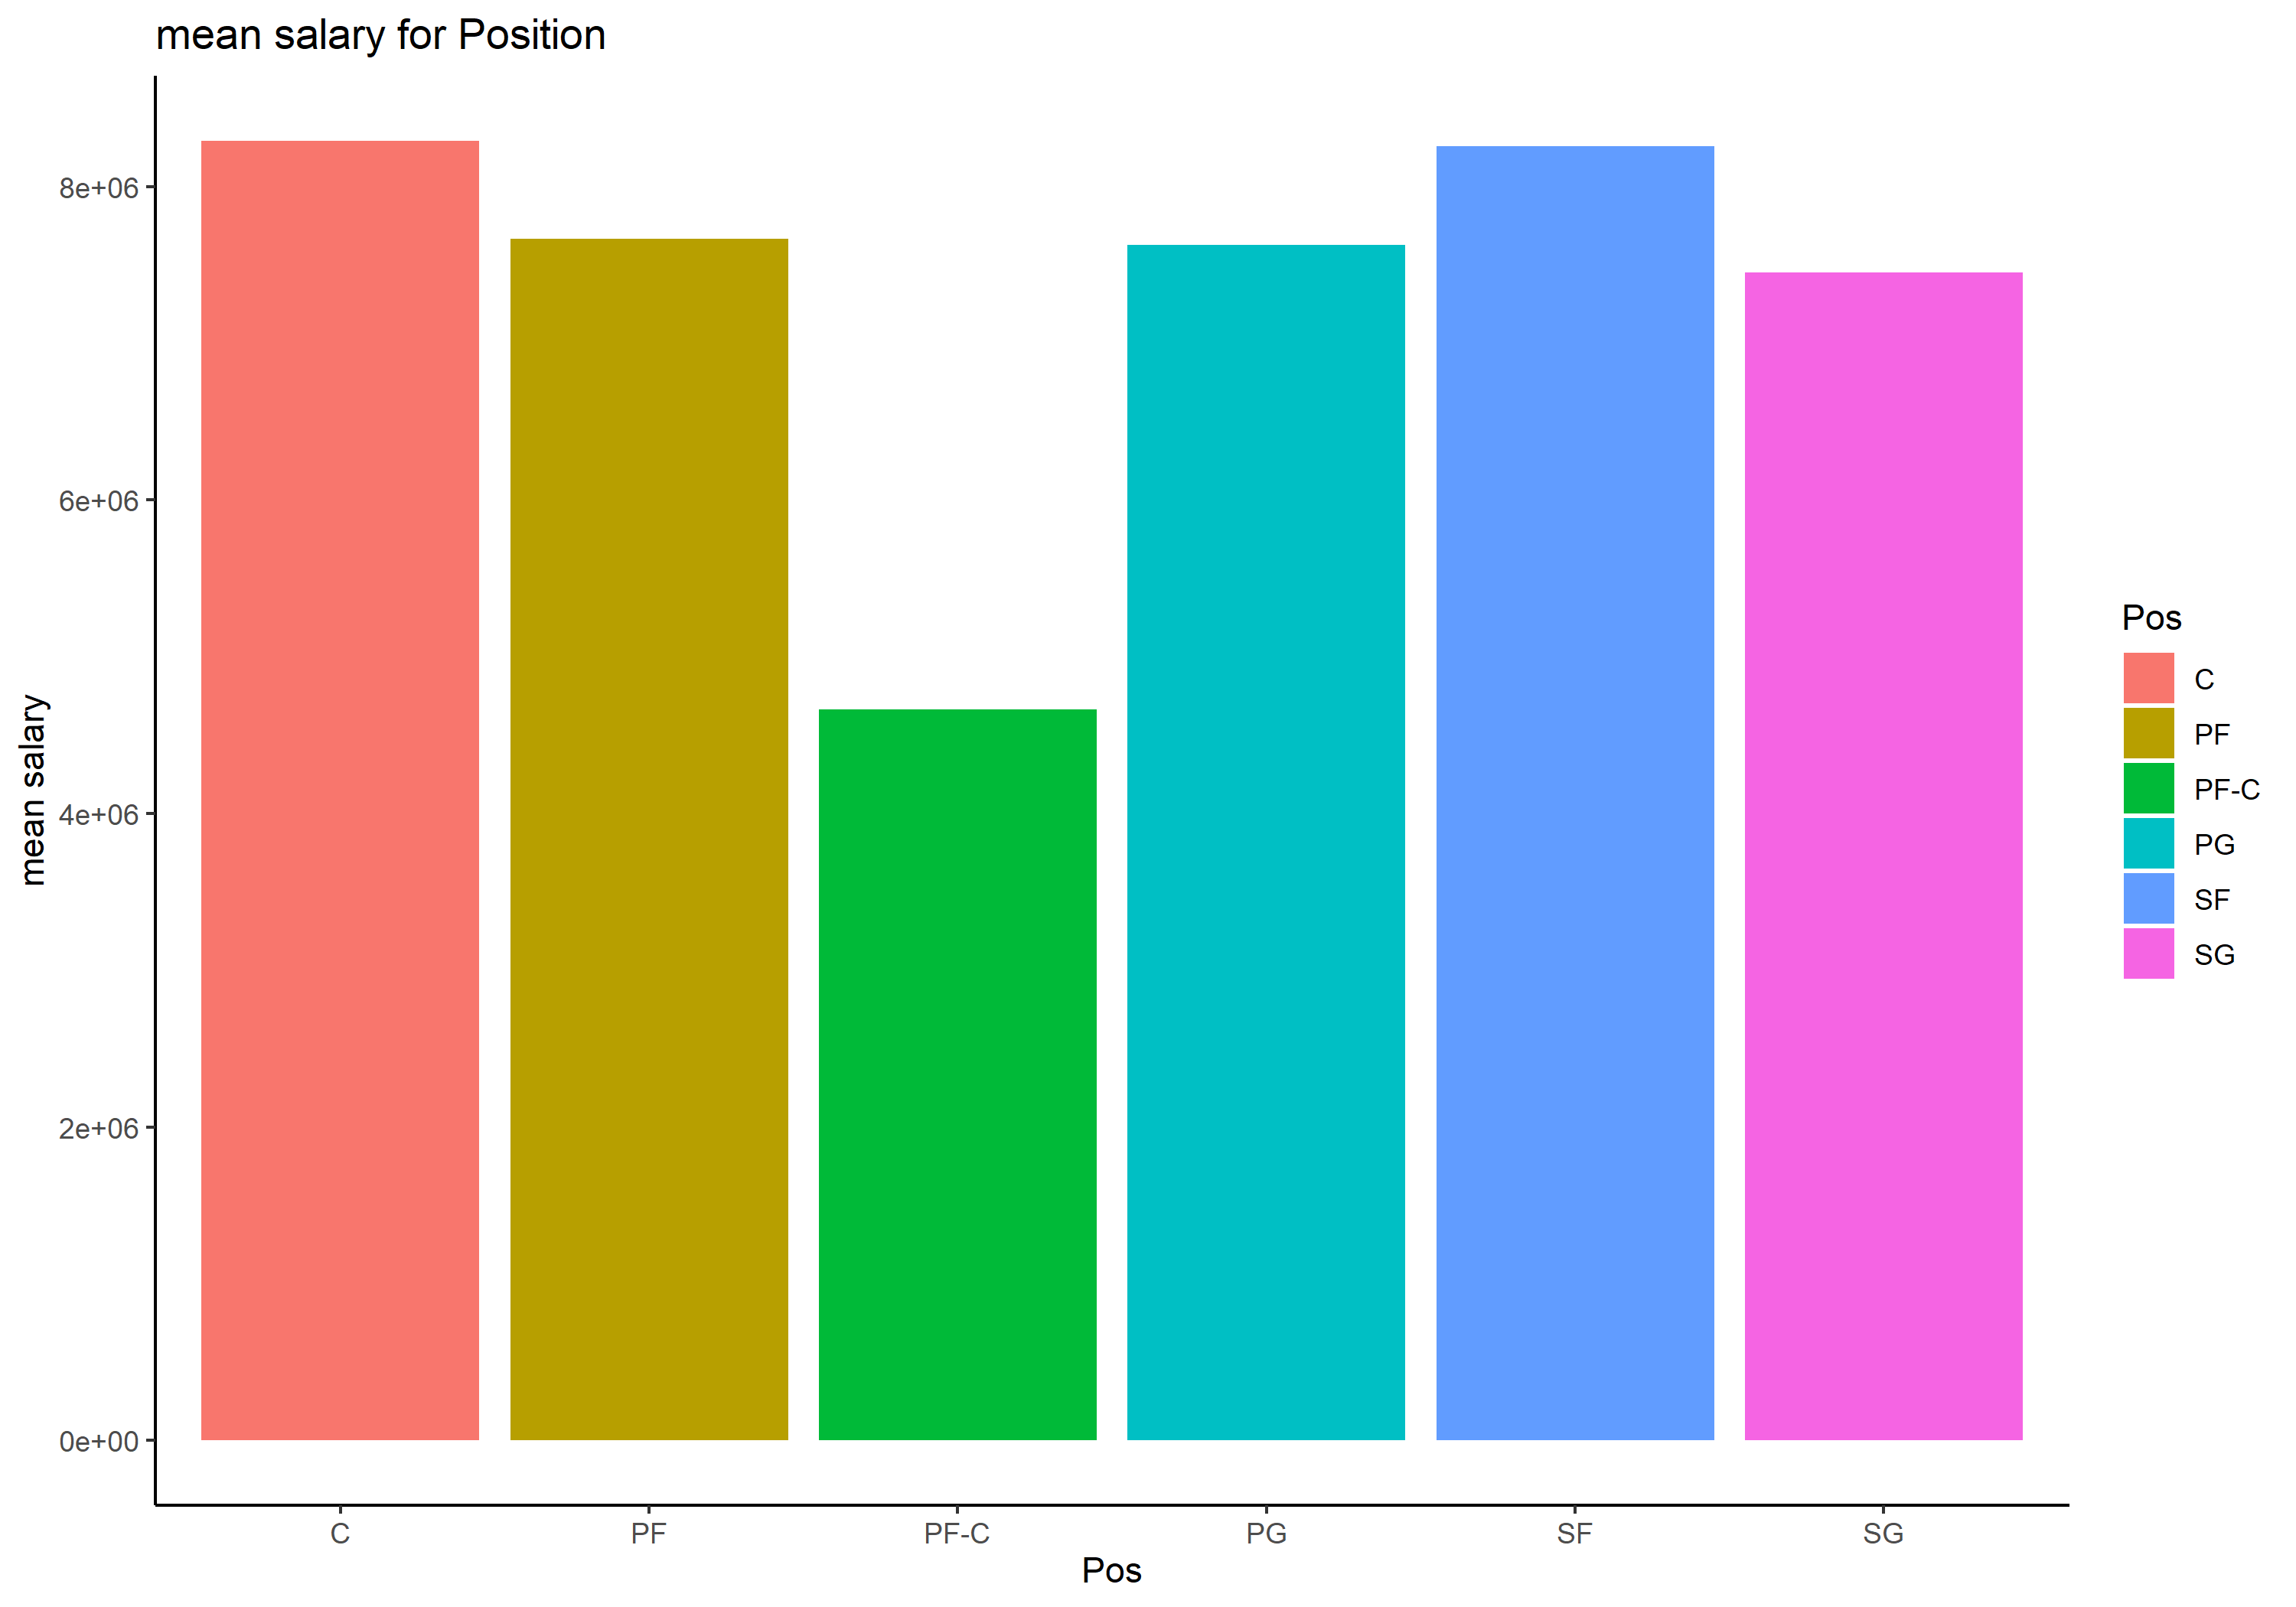 mean salary for Position
mean salary
8e+06
6e+06
4e+06
2e+06
0e+00
C
PF
PF-C
PG
SF
SG
Pos
Pos
C
PF
PF-C
PG
SF
SG